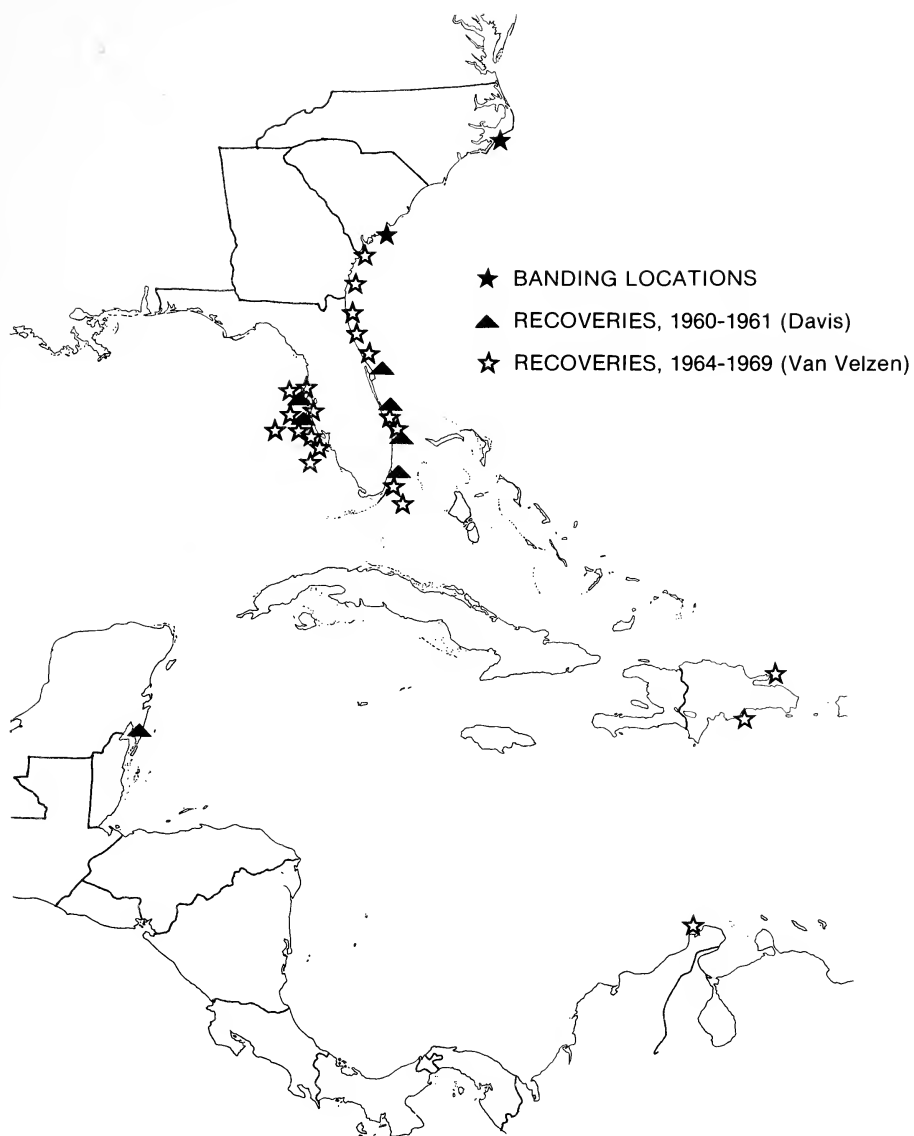 BANDING LOCATIONS
RECOVERIES, 1960-1961 (Davis)
RECOVERIES, 1964-1969 (Van Velzen)